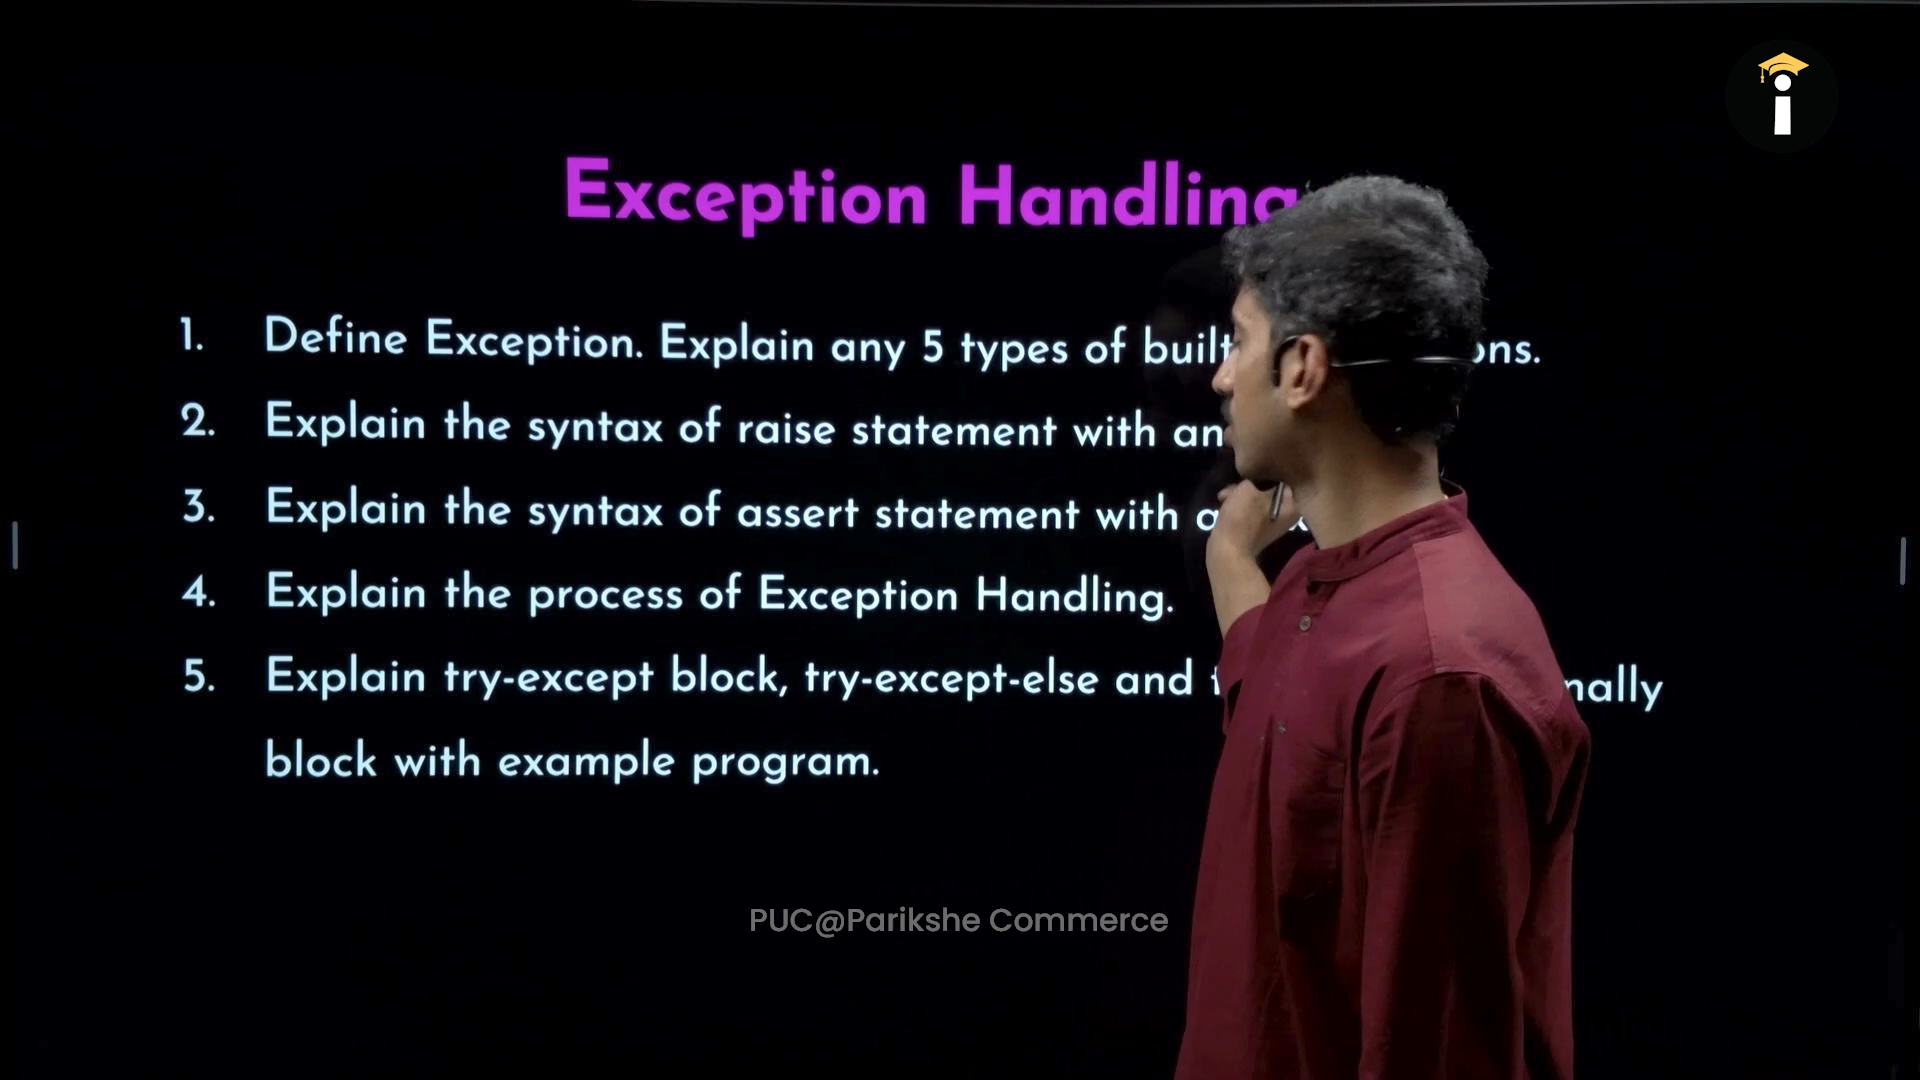 Exception Handling
1. Define Exception. Explain any 5 types of built ons.
2. Explain the syntax of raise statement with an
3. Explain the syntax of assert statement with a
4. Explain the process of Exception Handling.
5. Explain try-except block, try-except-else and nally
block with example program.
PUC@Parikshe Commerce